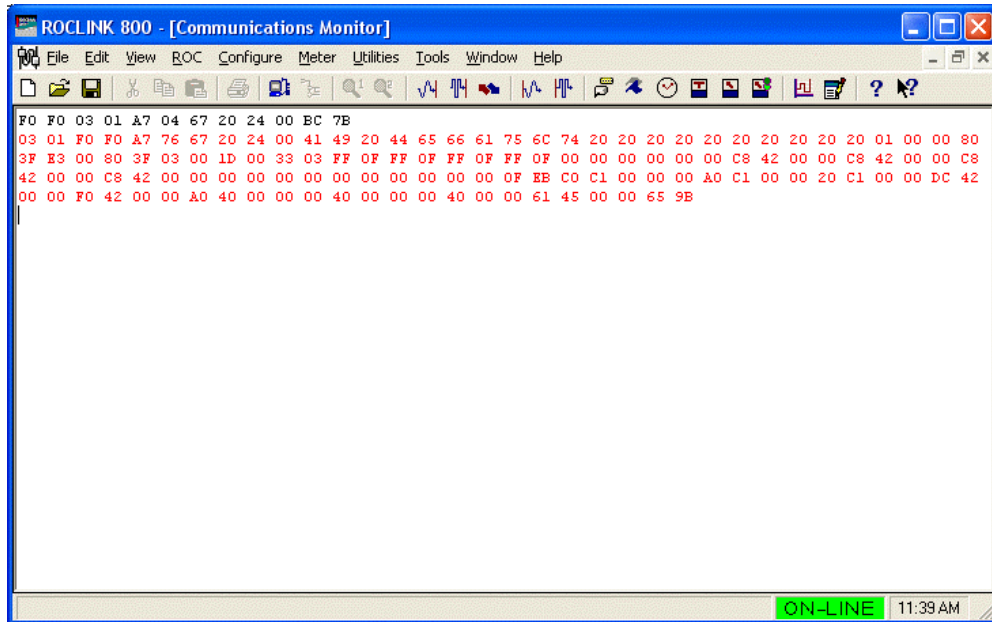 ROCLINK 800 - [Communications Monitor]
File Edit View ROC Configure Meter Utilities Tools Window Help
F0 F0 03 01 A7 04 67 20 24 00 BC 7B
03 01 F0 F0 A7 76 67 20 24 00 41 49 20 44 65 66 61 75 6C 74 20 20 20 20 20 20 20 20 20 20 01 00 00 80
3F E3 00 80 3F 03 00 1D 00 33 03 FF 0F FF 0F FF 0F FF 0F 00 00 00 00 00 00 C8 42 00 00 C8 42 00 00 C8
42 00 00 C8 42 00 00 00 00 00 00 00 00 00 00 00 00 0F EB C0 C1 00 00 00 A0 C1 00 00 20 C1 00 00 DC 42
00 00 F0 42 00 00 A0 40 00 00 00 40 00 00 00 40 00 00 61 45 00 00 65 9B
ON-LINE 11:39 AM